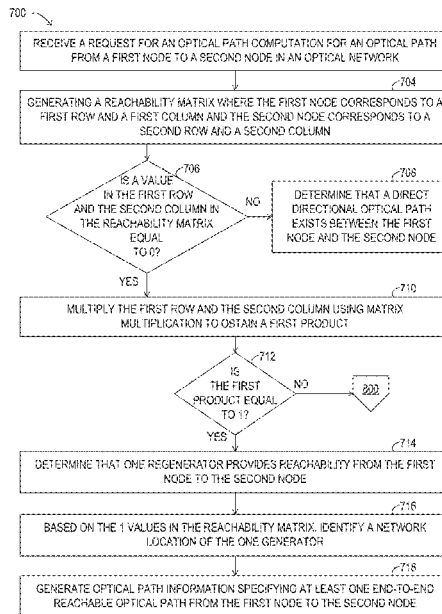 700
RECEIVE A REQUEST FOR AN OPTICAL PATH COMPUTATION FOR AN OPTICAL PATH
FROM A FIRST NODE TO A SECOND NODE IN AN OPTICAL NETWORK
704
GENERATING A REACHABILITY MATRIX WHERE THE FIRST NODE CORRESPONDS TO A
FIRST ROW AND A FIRST COLUMN AND THE SECOND NODE CORRESPONDS TO A
SECOND ROW AND A SECOND COLUMN
706
IS A VALUE
IN THE FIRST ROW
AND THE SECOND COLUMN IN
THE REACHABILITY MATRIX
EQUAL
TO 0?
NO
708
DETERMINE THAT A DIRECT
DIRECTIONAL OPTICAL PATH
EXISTS BETWEEN THE FIRST
NODE AND THE SECOND NODE
YES
710
MULTIPLY THE FIRST ROW AND THE SECOND COLUMN USING MATRIX
MULTIPLICATION TO OBTAIN A FIRST PRODUCT
712
IS
THE FIRST
PRODUCT EQUAL
TO 1?
NO
800
YES
714
DETERMINE THAT ONE REGENERATOR PROVIDES REACHABILITY FROM THE FIRST
NODE TO THE SECOND NODE
716
BASED ON THE 1 VALUES IN THE REACHABILITY MATRIX, IDENTIFY A NETWORK
LOCATION OF THE ONE GENERATOR
718
GENERATE OPTICAL PATH INFORMATION SPECIFYING AT LEAST ONE END-TO-END
REACHABLE OPTICAL PATH FROM THE FIRST NODE TO THE SECOND NODE